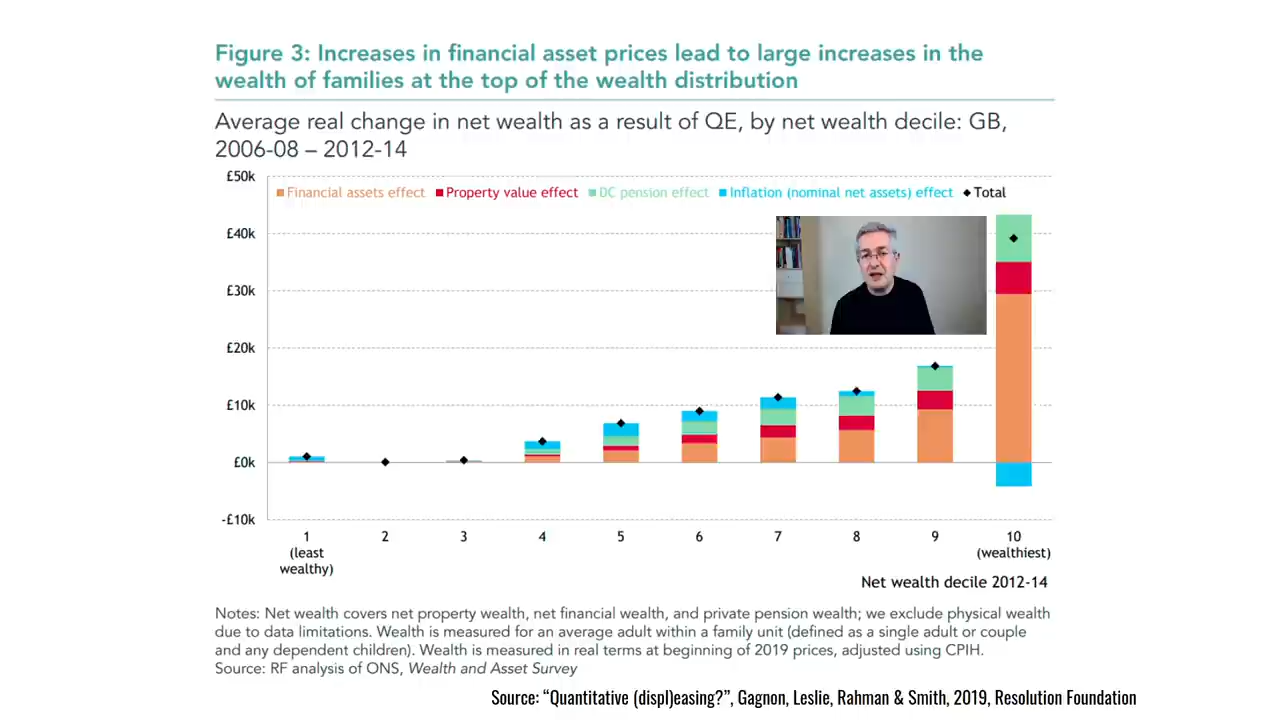 Figure 3: Increases in financial asset prices lead to large increases in the
wealth of families at the top of the wealth distribution
Average real change in net wealth as a result of QE, by net wealth decile: GB,
2006-08 – 2012-14
£50k
Financial assets effect Property value effect DC pension effect Inflation (nominal net assets) effect Total
£40k
£30k
£20k
£10k
£0k
-£10k
1 2 3 4 5 6 7 8 9 10
(least (wealthiest)
wealthy)
Net wealth decile 2012-14
Notes: Net wealth covers net property wealth, net financial wealth, and private pension wealth; we exclude physical wealth
due to data limitations. Wealth is measured for an average adult within a family unit (defined as a single adult or couple
and any dependent children). Wealth is measured in real terms at beginning of 2019 prices, adjusted using CPIH.
Source: RF analysis of ONS, Wealth and Asset Survey
Source: “Quantitative (displ)easing?”, Gagnon, Leslie, Rahman & Smith, 2019, Resolution Foundation